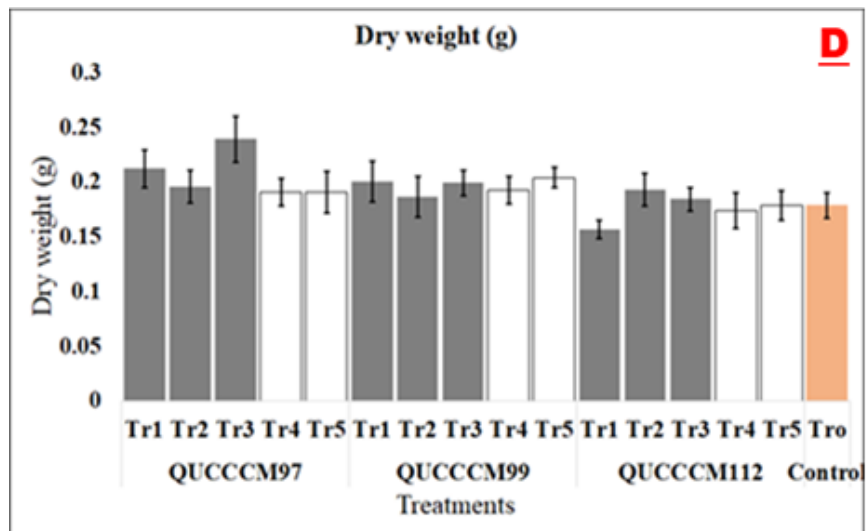 Dry weight (g)
D
Dry weight (g)
0.3
0.25
0.2
0.15
0.1
0.05
0
Tr1 Tr2 Tr3 Tr4 Tr5 Tr1 Tr2 Tr3 Tr4 Tr5 Tr1 Tr2 Tr3 Tr4 Tr5 Tro
QUCCCM97 QUCCCM99 QUCCCM112 Control
Treatments